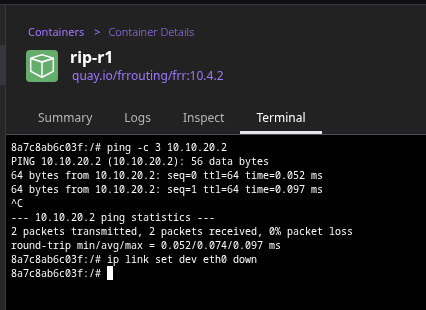 Containers > Container Details
rip-r1
quay.io/frrouting/frr:10.4.2
Summary Logs Inspect Terminal
8a7c8ab6c03f:/# ping -c 3 10.10.20.2
PING 10.10.20.2 (10.10.20.2): 56 data bytes
64 bytes from 10.10.20.2: seq=0 ttl=64 time=0.052 ms
64 bytes from 10.10.20.2: seq=1 ttl=64 time=0.097 ms
^C
--- 10.10.20.2 ping statistics ---
2 packets transmitted, 2 packets received, 0% packet loss
round-trip min/avg/max = 0.052/0.074/0.097 ms
8a7c8ab6c03f:/# ip link set dev eth0 down
8a7c8ab6c03f:/#